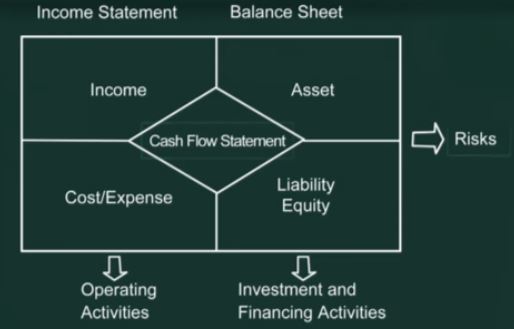 Income Statement
Balance Sheet
Income
Asset
Cash Flow Statement
Risks
Cost/Expense
Liability
Equity
Operating
Activities
Investment and
Financing Activities